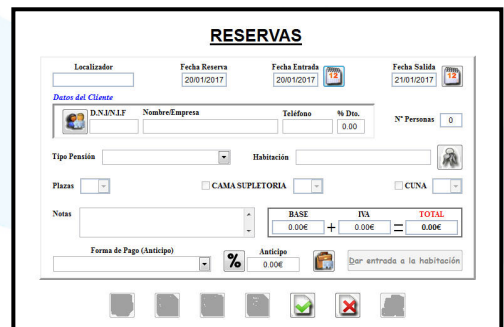 RESERVAS
Localizador Fecha Reserva Fecha Entrada Fecha Salida
20/01/2017 20/01/2017 12 21/01/2017 12
Datos del Cliente
D.N.I/N.I.F Nombre/Empresa Teléfono % Dto.
0.00 Nº Personas 0
Tipo Pensión Habitación
Plazas CAMA SUPLETORIA CUNA
Notas BASE IVA TOTAL
0.00€ + 0.00€ = 0.00€
Forma de Pago (Anticipo) % Anticipo
0.00€ Dar entrada a la habitación